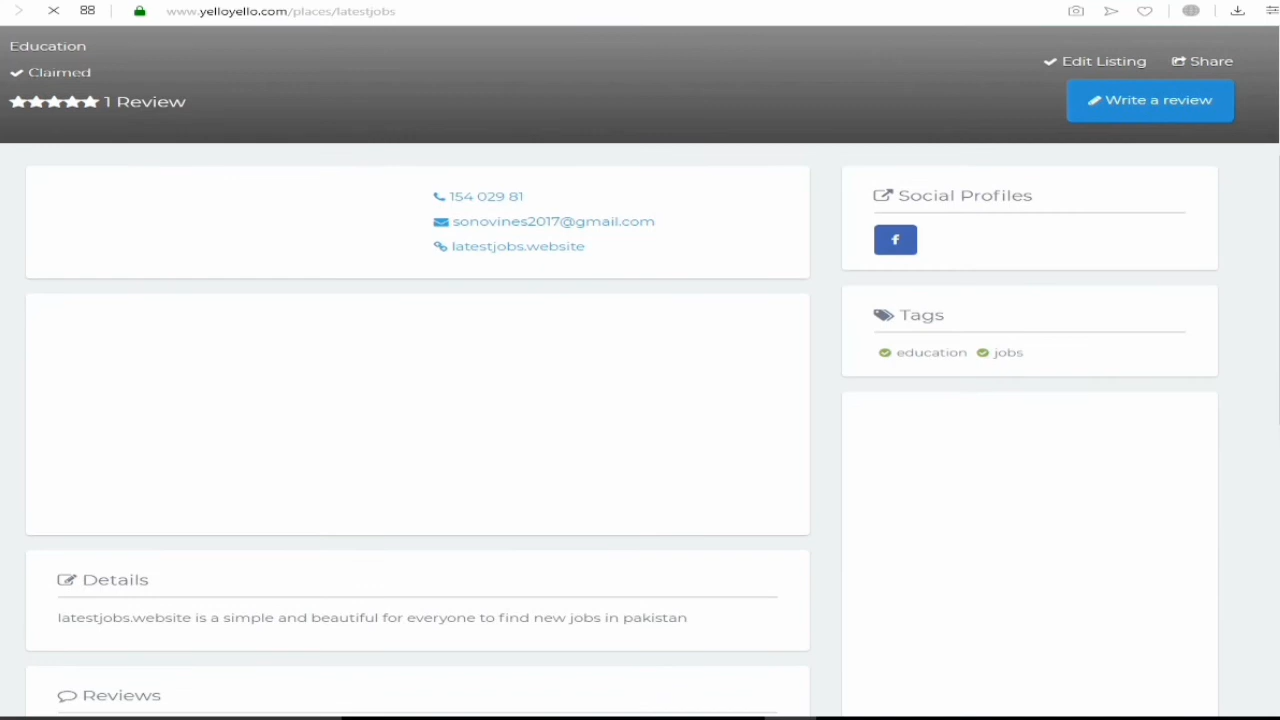 88
www.yelloyello.com/places/latestjobs
Education
Claimed
1 Review
Edit Listing
Share
Write a review
154 029 81
sonovines2017@gmail.com
latestjobs.website
Social Profiles
f
Tags
education
jobs
Details
latestjobs.website is a simple and beautiful for everyone to find new jobs in pakistan
Reviews